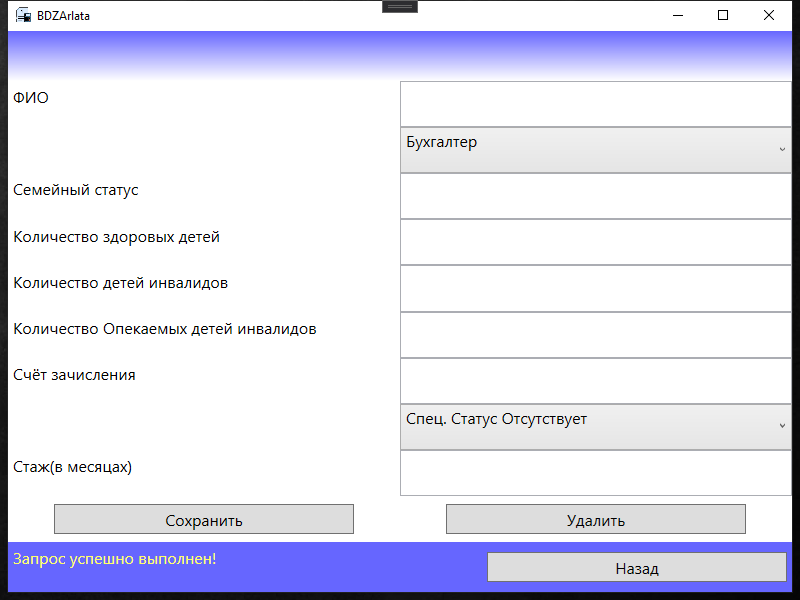 BDZArlata
ФИО
Бухгалтер
Семейный статус
Количество здоровых детей
Количество детей инвалидов
Количество Опекаемых детей инвалидов
Счёт зачисления
Спец. Статус Отсутствует
Стаж(в месяцах)
Сохранить Удалить
Запрос успешно выполнен!
Назад